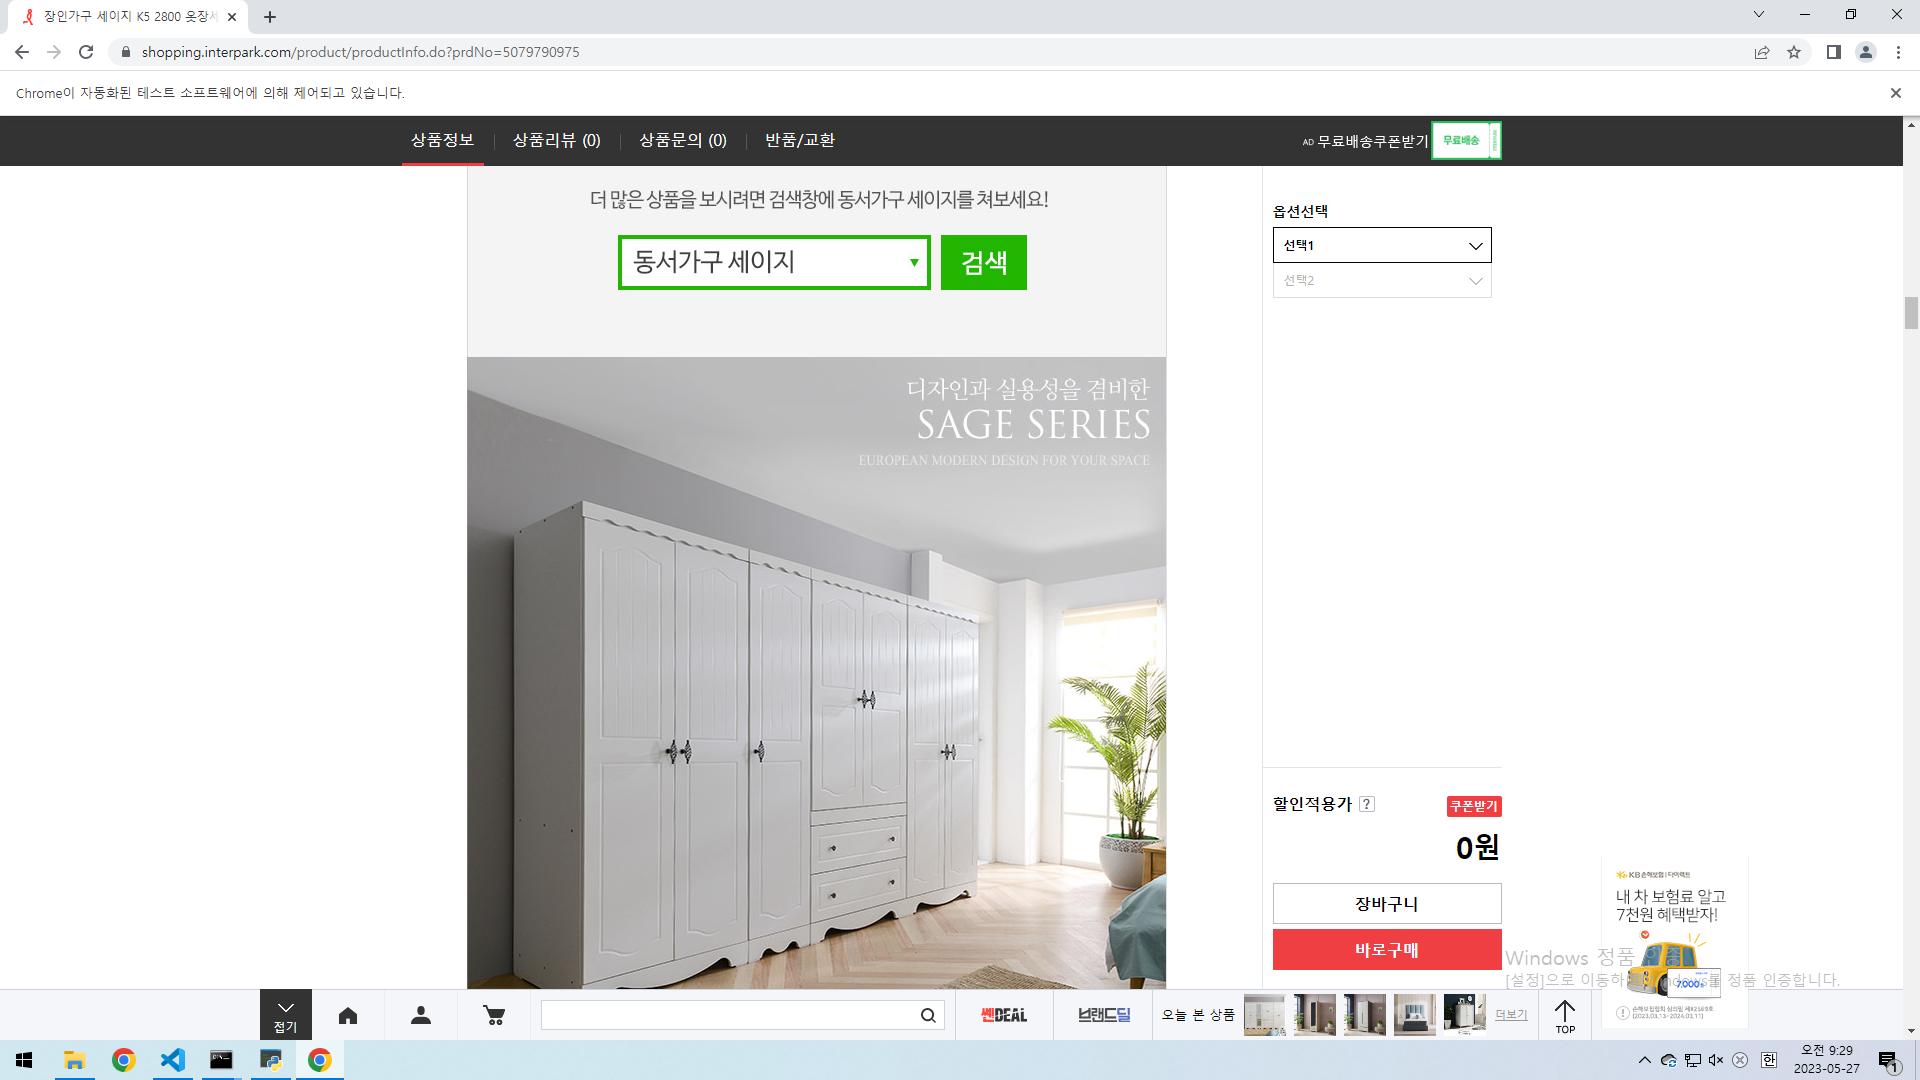 장인가구 세이지 K5 2800 옷장세
shopping.interpark.com/product/productInfo.do?prdNo=5079790975
Chrome이 자동화된 테스트 소프트웨어에 의해 제어되고 있습니다.
상품정보
상품리뷰 (0)
상품문의 (0)
반품/교환
AD 무료배송쿠폰받기
무료배송
더 많은 상품을 보시려면 검색창에 동서가구 세이지를 쳐보세요!
동서가구 세이지
검색
디자인과 실용성을 겸비한
SAGE SERIES
EUROPEAN MODERN DESIGN FOR YOUR SPACE
옵션선택
선택1
선택2
할인적용가 ?
쿠폰받기
0원
장바구니
바로구매
KB손해보험 다이렉트
내 차 보험료 알고
7천원 혜택받자!
7,000
Windows 정품
[설정]으로 이동하 정품 인증합니다.
접기
쎈DEAL
브랜드딜
오늘 본 상품
더보기
TOP
한
오전 9:29
2023-05-27
1